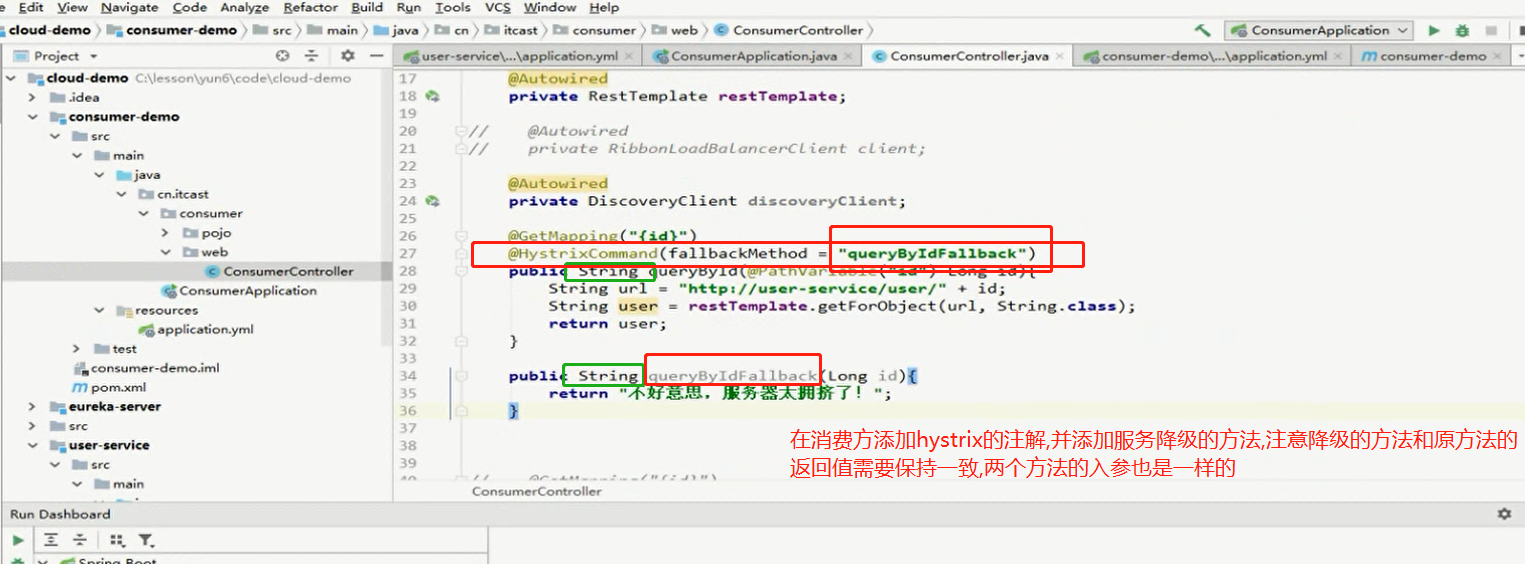 Edit View Navigate Code Analyze Refactor Build Run Tools VCS Window Help
cloud-demo consumer-demo src main java cn itcast consumer web ConsumerController ConsumerApplication
Project user-service\...\application.yml ConsumerApplication.java ConsumerController.java consumer-demo\...\application.yml consumer-demo
cloud-demo C:\lesson\yun6\code\cloud-demo
.idea
consumer-demo
src
main
java
cn.itcast
consumer
pojo
web
ConsumerController
ConsumerApplication
resources
application.yml
test
consumer-demo.iml
pom.xml
eureka-server
src
user-service
src
main
17 @Autowired
18 private RestTemplate restTemplate;
19
20 // @Autowired
21 // private RibbonLoadBalancerClient client;
22
23 @Autowired
24 private DiscoveryClient discoveryClient;
25
26 @GetMapping("{id}")
27 @HystrixCommand(fallbackMethod = "queryByIdFallback")
28 public String queryById(@PathVariable("id") Long id){
29 String url = "http://user-service/user/" + id;
30 String user = restTemplate.getForObject(url, String.class);
31 return user;
32 }
33
34 public String queryByIdFallback(Long id){
35 return "不好意思，服务器太拥挤了！";
36 }
37
38
39
40 // @GetMapping("{id}")
在消费方添加hystrix的注解,并添加服务降级的方法,注意降级的方法和原方法的
返回值需要保持一致,两个方法的入参也是一样的
ConsumerController
Run Dashboard
Spring Boot